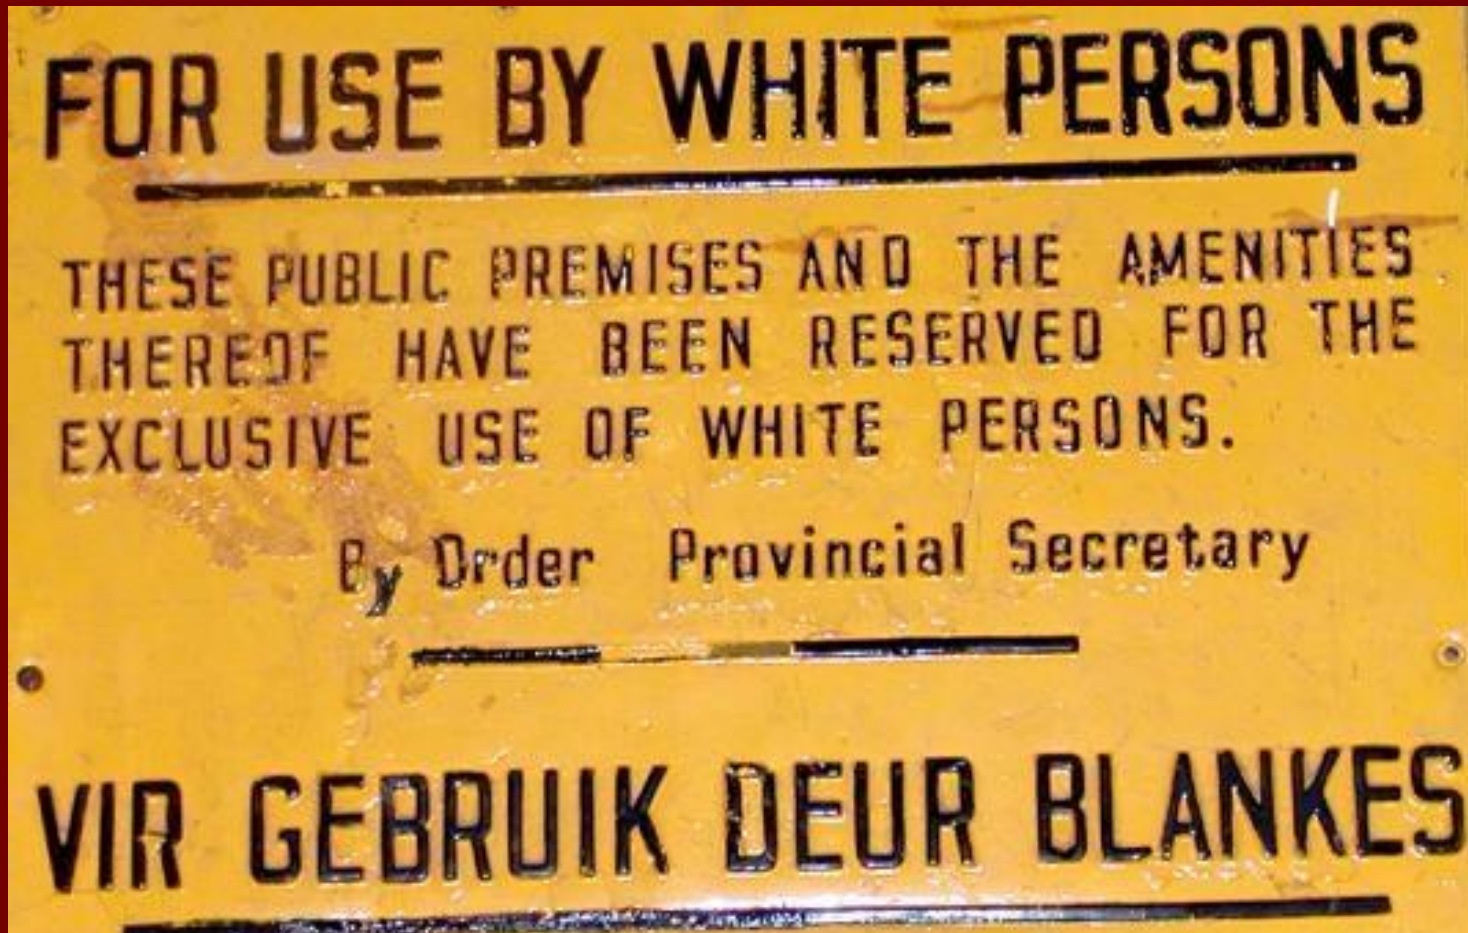 FOR USE BY WHITE PERSONS
THESE PUBLIC PREMISES AND THE AMENITIES
THEREOF HAVE BEEN RESERVED FOR THE
EXCLUSIVE USE OF WHITE PERSONS.
By Order Provincial Secretary
VIR GEBRUIK DEUR BLANKES